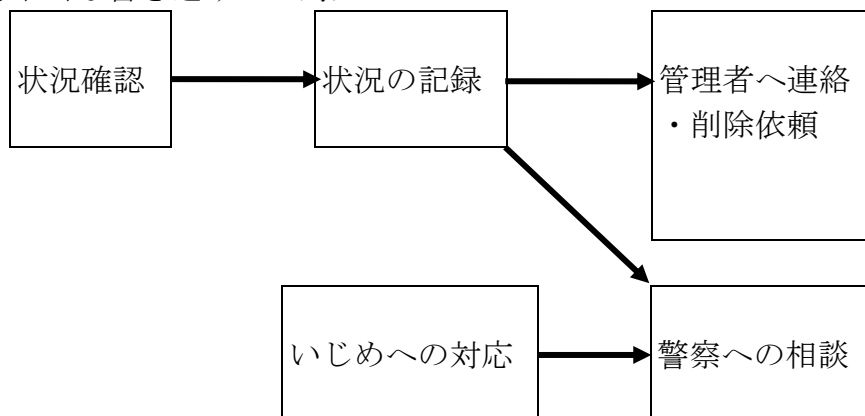 状況確認
状況の記録
管理者へ連絡
・削除依頼
いじめへの対応
警察への相談